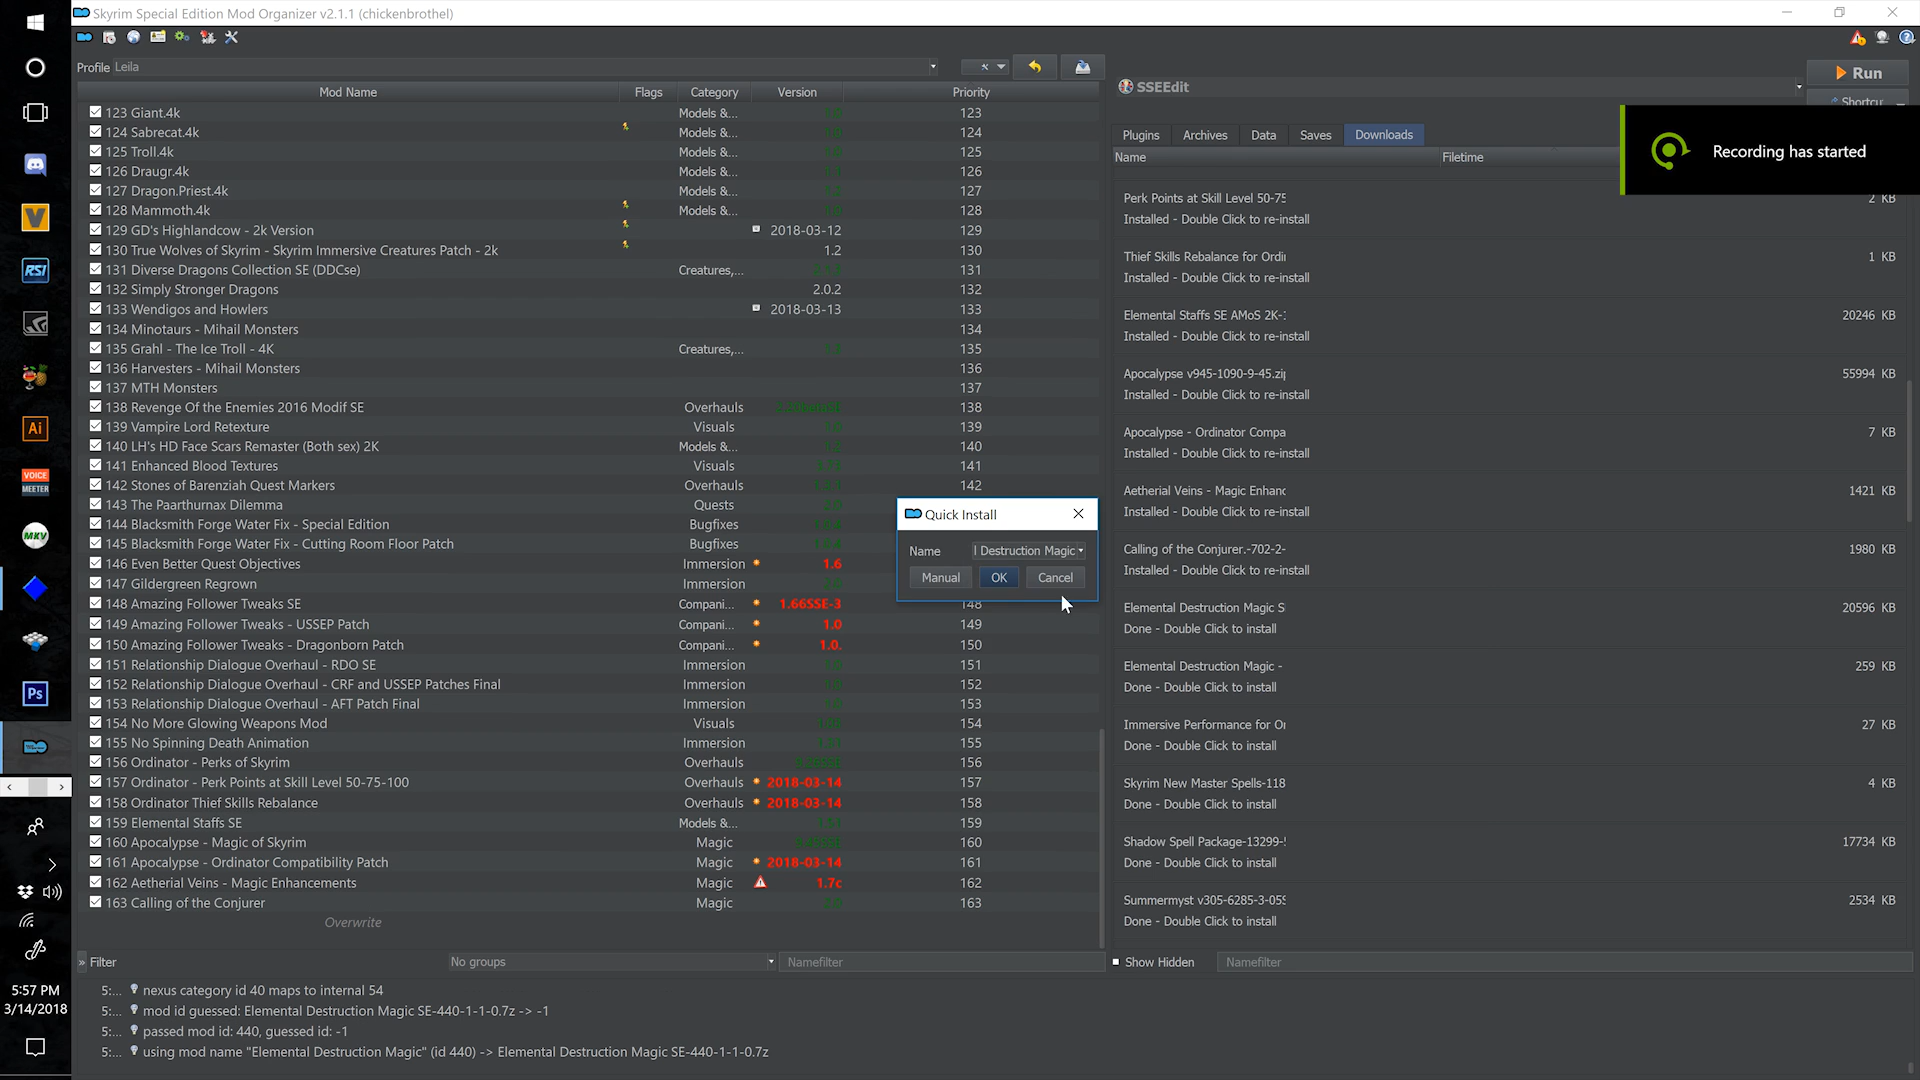 Skyrim Special Edition Mod Organizer v2.1.1 (chickenbrothel)
Profile Leila
Run
SSEEdit
Mod Name Flags Category Version Priority
Plugins Archives Data Saves Downloads
Name Filetime
Recording has started
123 Giant.4k Models &... 123
124 Sabrecat.4k Models &... 124
125 Troll.4k Models &... 125
126 Draugr.4k Models &... 126
127 Dragon.Priest.4k Models &... 127
128 Mammoth.4k Models &... 128
129 GD's Highlandcow - 2k Version 2018-03-12 129
130 True Wolves of Skyrim - Skyrim Immersive Creatures Patch - 2k 1.2 130
131 Diverse Dragons Collection SE (DDCse) Creatures,... 131
132 Simply Stronger Dragons 2.0.2 132
133 Wendigos and Howlers 2018-03-13 133
134 Minotaurs - Mihail Monsters 134
135 Grahl - The Ice Troll - 4K Creatures,... 135
136 Harvesters - Mihail Monsters 136
137 MTH Monsters 137
138 Revenge Of the Enemies 2016 Modif SE Overhauls 138
139 Vampire Lord Retexture Visuals 139
140 LH's HD Face Scars Remaster (Both sex) 2K Models &... 140
141 Enhanced Blood Textures Visuals 141
142 Stones of Barenziah Quest Markers Overhauls 142
143 The Paarthurnax Dilemma Quests
144 Blacksmith Forge Water Fix - Special Edition Bugfixes
145 Blacksmith Forge Water Fix - Cutting Room Floor Patch Bugfixes
146 Even Better Quest Objectives Immersion 1.6
147 Gildergreen Regrown Immersion
148 Amazing Follower Tweaks SE Compani... 1.66SSE-3 148
149 Amazing Follower Tweaks - USSEP Patch Compani... 1.0 149
150 Amazing Follower Tweaks - Dragonborn Patch Compani... 1.0. 150
151 Relationship Dialogue Overhaul - RDO SE Immersion 151
152 Relationship Dialogue Overhaul - CRF and USSEP Patches Final Immersion 152
153 Relationship Dialogue Overhaul - AFT Patch Final Immersion 153
154 No More Glowing Weapons Mod Visuals 154
155 No Spinning Death Animation Immersion 155
156 Ordinator - Perks of Skyrim Overhauls 156
157 Ordinator - Perk Points at Skill Level 50-75-100 Overhauls 2018-03-14 157
158 Ordinator Thief Skills Rebalance Overhauls 2018-03-14 158
159 Elemental Staffs SE Models &... 159
160 Apocalypse - Magic of Skyrim Magic 160
161 Apocalypse - Ordinator Compatibility Patch Magic 2018-03-14 161
162 Aetherial Veins - Magic Enhancements Magic 1.7c 162
163 Calling of the Conjurer Magic 163
Overwrite
Quick Install
Name l Destruction Magic
Manual OK Cancel
Perk Points at Skill Level 50-75 2 KB
Installed - Double Click to re-install
Thief Skills Rebalance for Ordi 1 KB
Installed - Double Click to re-install
Elemental Staffs SE AMoS 2K-: 20246 KB
Installed - Double Click to re-install
Apocalypse v945-1090-9-45.zip 55994 KB
Installed - Double Click to re-install
Apocalypse - Ordinator Compa 7 KB
Installed - Double Click to re-install
Aetherial Veins - Magic Enhanc 1421 KB
Installed - Double Click to re-install
Calling of the Conjurer.-702-2- 1980 KB
Installed - Double Click to re-install
Elemental Destruction Magic S 20596 KB
Done - Double Click to install
Elemental Destruction Magic - 259 KB
Done - Double Click to install
Immersive Performance for Or 27 KB
Done - Double Click to install
Skyrim New Master Spells-118 4 KB
Done - Double Click to install
Shadow Spell Package-13299- 17734 KB
Done - Double Click to install
Summermyst v305-6285-3-05S 2534 KB
Done - Double Click to install
» Filter No groups Namefilter Show Hidden Namefilter
5:... nexus category id 40 maps to internal 54
5:... mod id guessed: Elemental Destruction Magic SE-440-1-1-0.7z -> -1
5:... passed mod id: 440, guessed id: -1
5:... using mod name "Elemental Destruction Magic" (id 440) -> Elemental Destruction Magic SE-440-1-1-0.7z
RSI
Ai
VOICE
MEETER
MKV
Ps
5:57 PM
3/14/2018